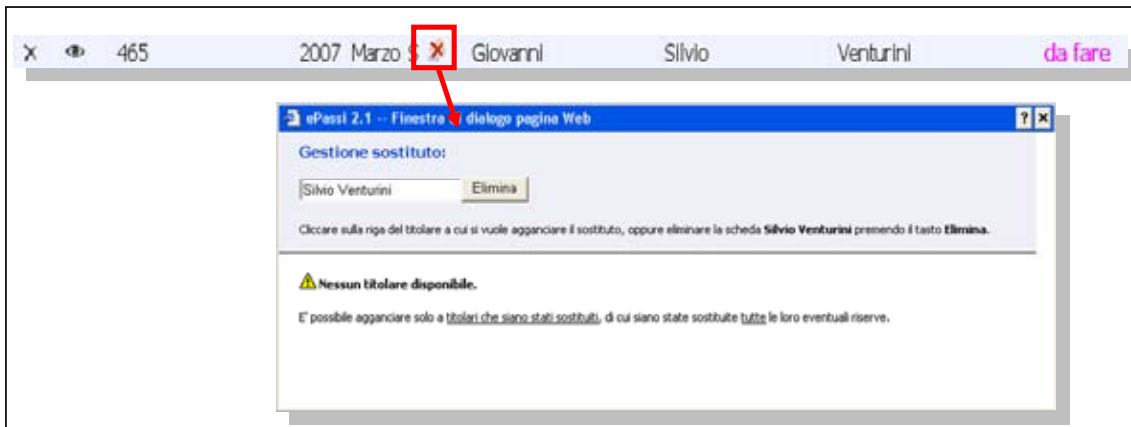 465 2007 Marzo S Giovanni Silvio Venturini da fare
ePassi 2.1 -- Finestra di dialogo pagina Web
Gestione sostituto:
Silvio Venturini Elimina
Cliccare sulla riga del titolare a cui si vuole agganciare il sostituto, oppure eliminare la scheda Silvio Venturini premendo il tasto Elimina.
Nessun titolare disponibile.
E' possibile agganciare solo a titolari che siano stati sostituiti, di cui siano state sostituite tutte le loro eventuali riserve.